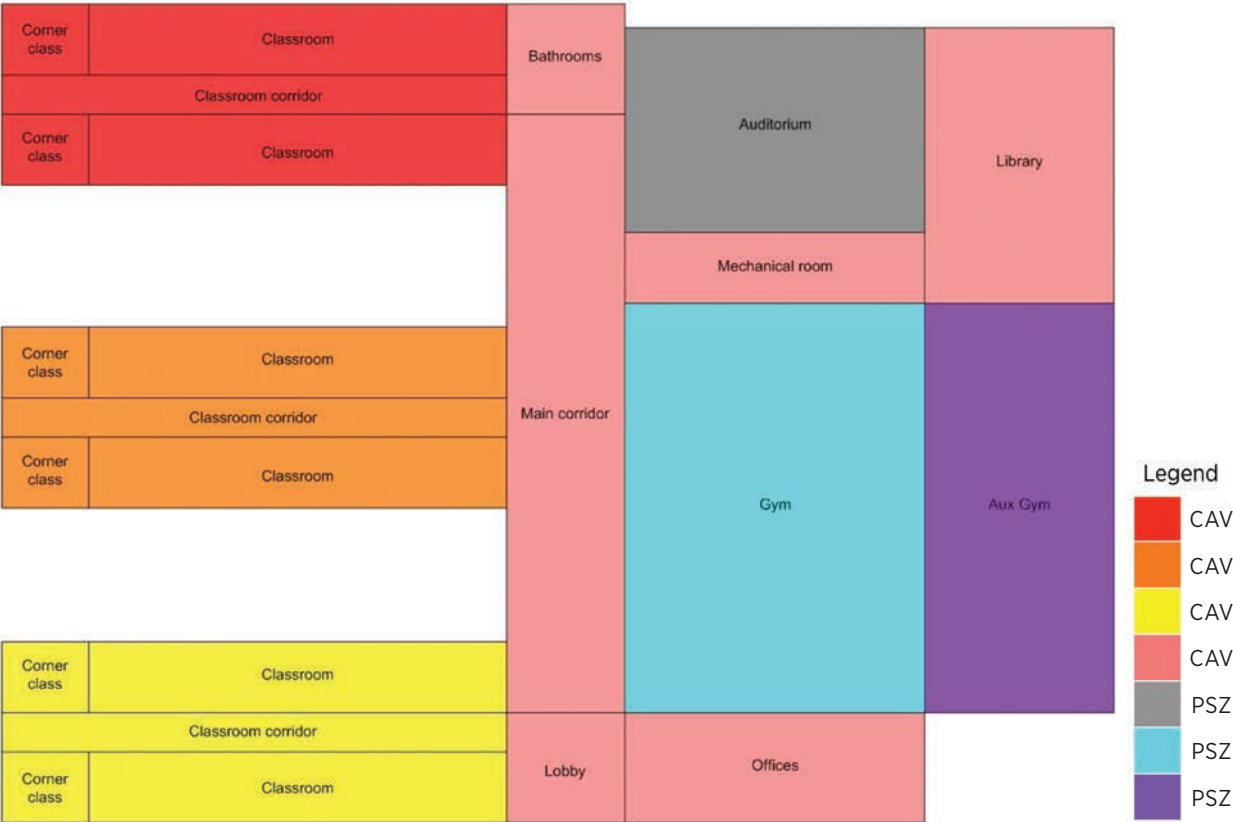 Corner
class
Classroom
Bathrooms
Classroom corridor
Corner
class
Classroom
Auditorium
Library
Mechanical room
Corner
class
Classroom
Classroom corridor
Main corridor
Corner
class
Classroom
Gym
Aux Gym
Corner
class
Classroom
Classroom corridor
Corner
class
Classroom
Lobby
Offices
Legend
CAV
CAV
CAV
CAV
PSZ
PSZ
PSZ